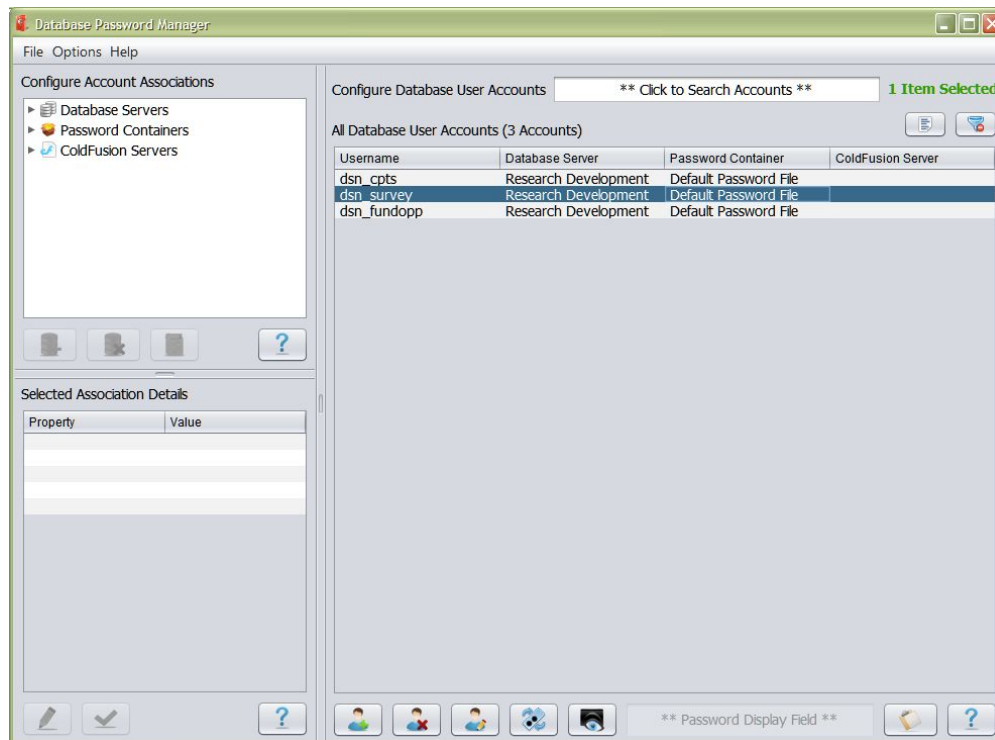 Database Password Manager
File Options Help
Configure Account Associations
Database Servers
Password Containers
ColdFusion Servers
?
Selected Association Details
Property Value
?
Configure Database User Accounts ** Click to Search Accounts ** 1 Item Selected
All Database User Accounts (3 Accounts)
Username Database Server Password Container ColdFusion Server
dsn_cpts Research Development Default Password File
dsn_survey Research Development Default Password File
dsn_fundopp Research Development Default Password File
** Password Display Field ** ?